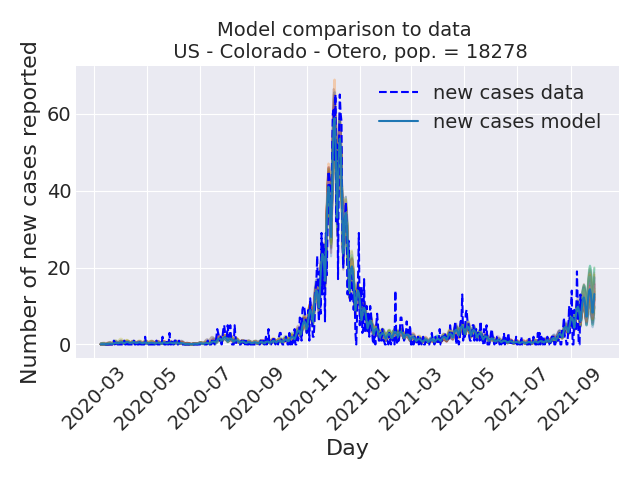 Model comparison to data
US - Colorado - Otero, pop. = 18278
Number of new cases reported
60
40
20
0
new cases data
new cases model
2020-03
2020-05
2020-07
2020-09
2020-11
2021-01
2021-03
2021-05
2021-07
2021-09
Day